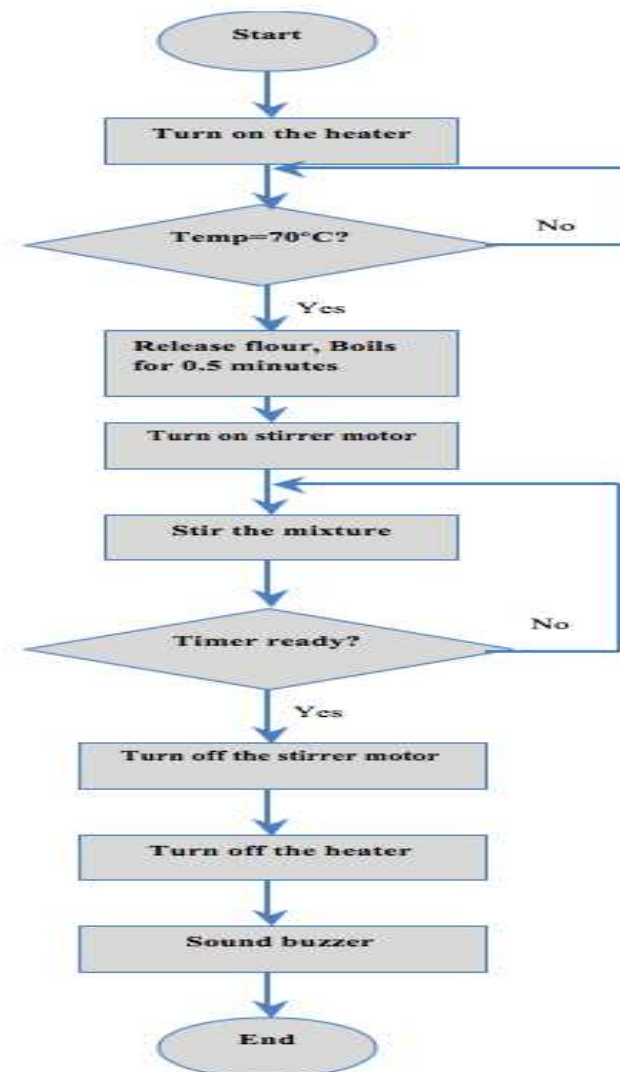 Start
Turn on the heater
Temp=70°C?
No
Yes
Release flour, Boils
for 0.5 minutes
Turn on stirrer motor
Stir the mixture
Timer ready?
No
Yes
Turn off the stirrer motor
Turn off the heater
Sound buzzer
End